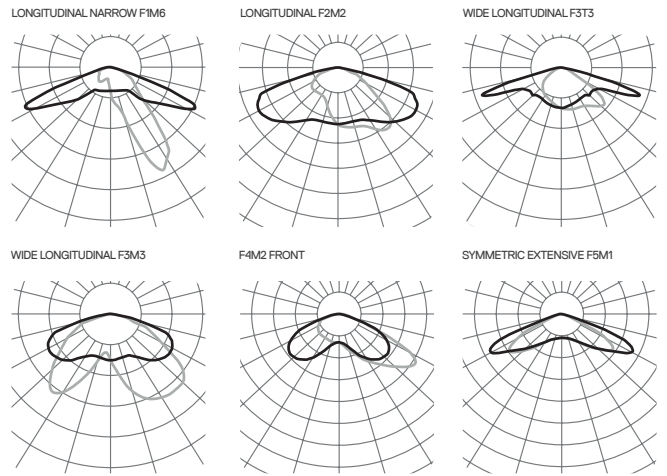 LONGITUDINAL NARROW F1M6
LONGITUDINAL F2M2
WIDE LONGITUDINAL F3T3
WIDE LONGITUDINAL F3M3
F4M2 FRONT
SYMMETRIC EXTENSIVE F5M1